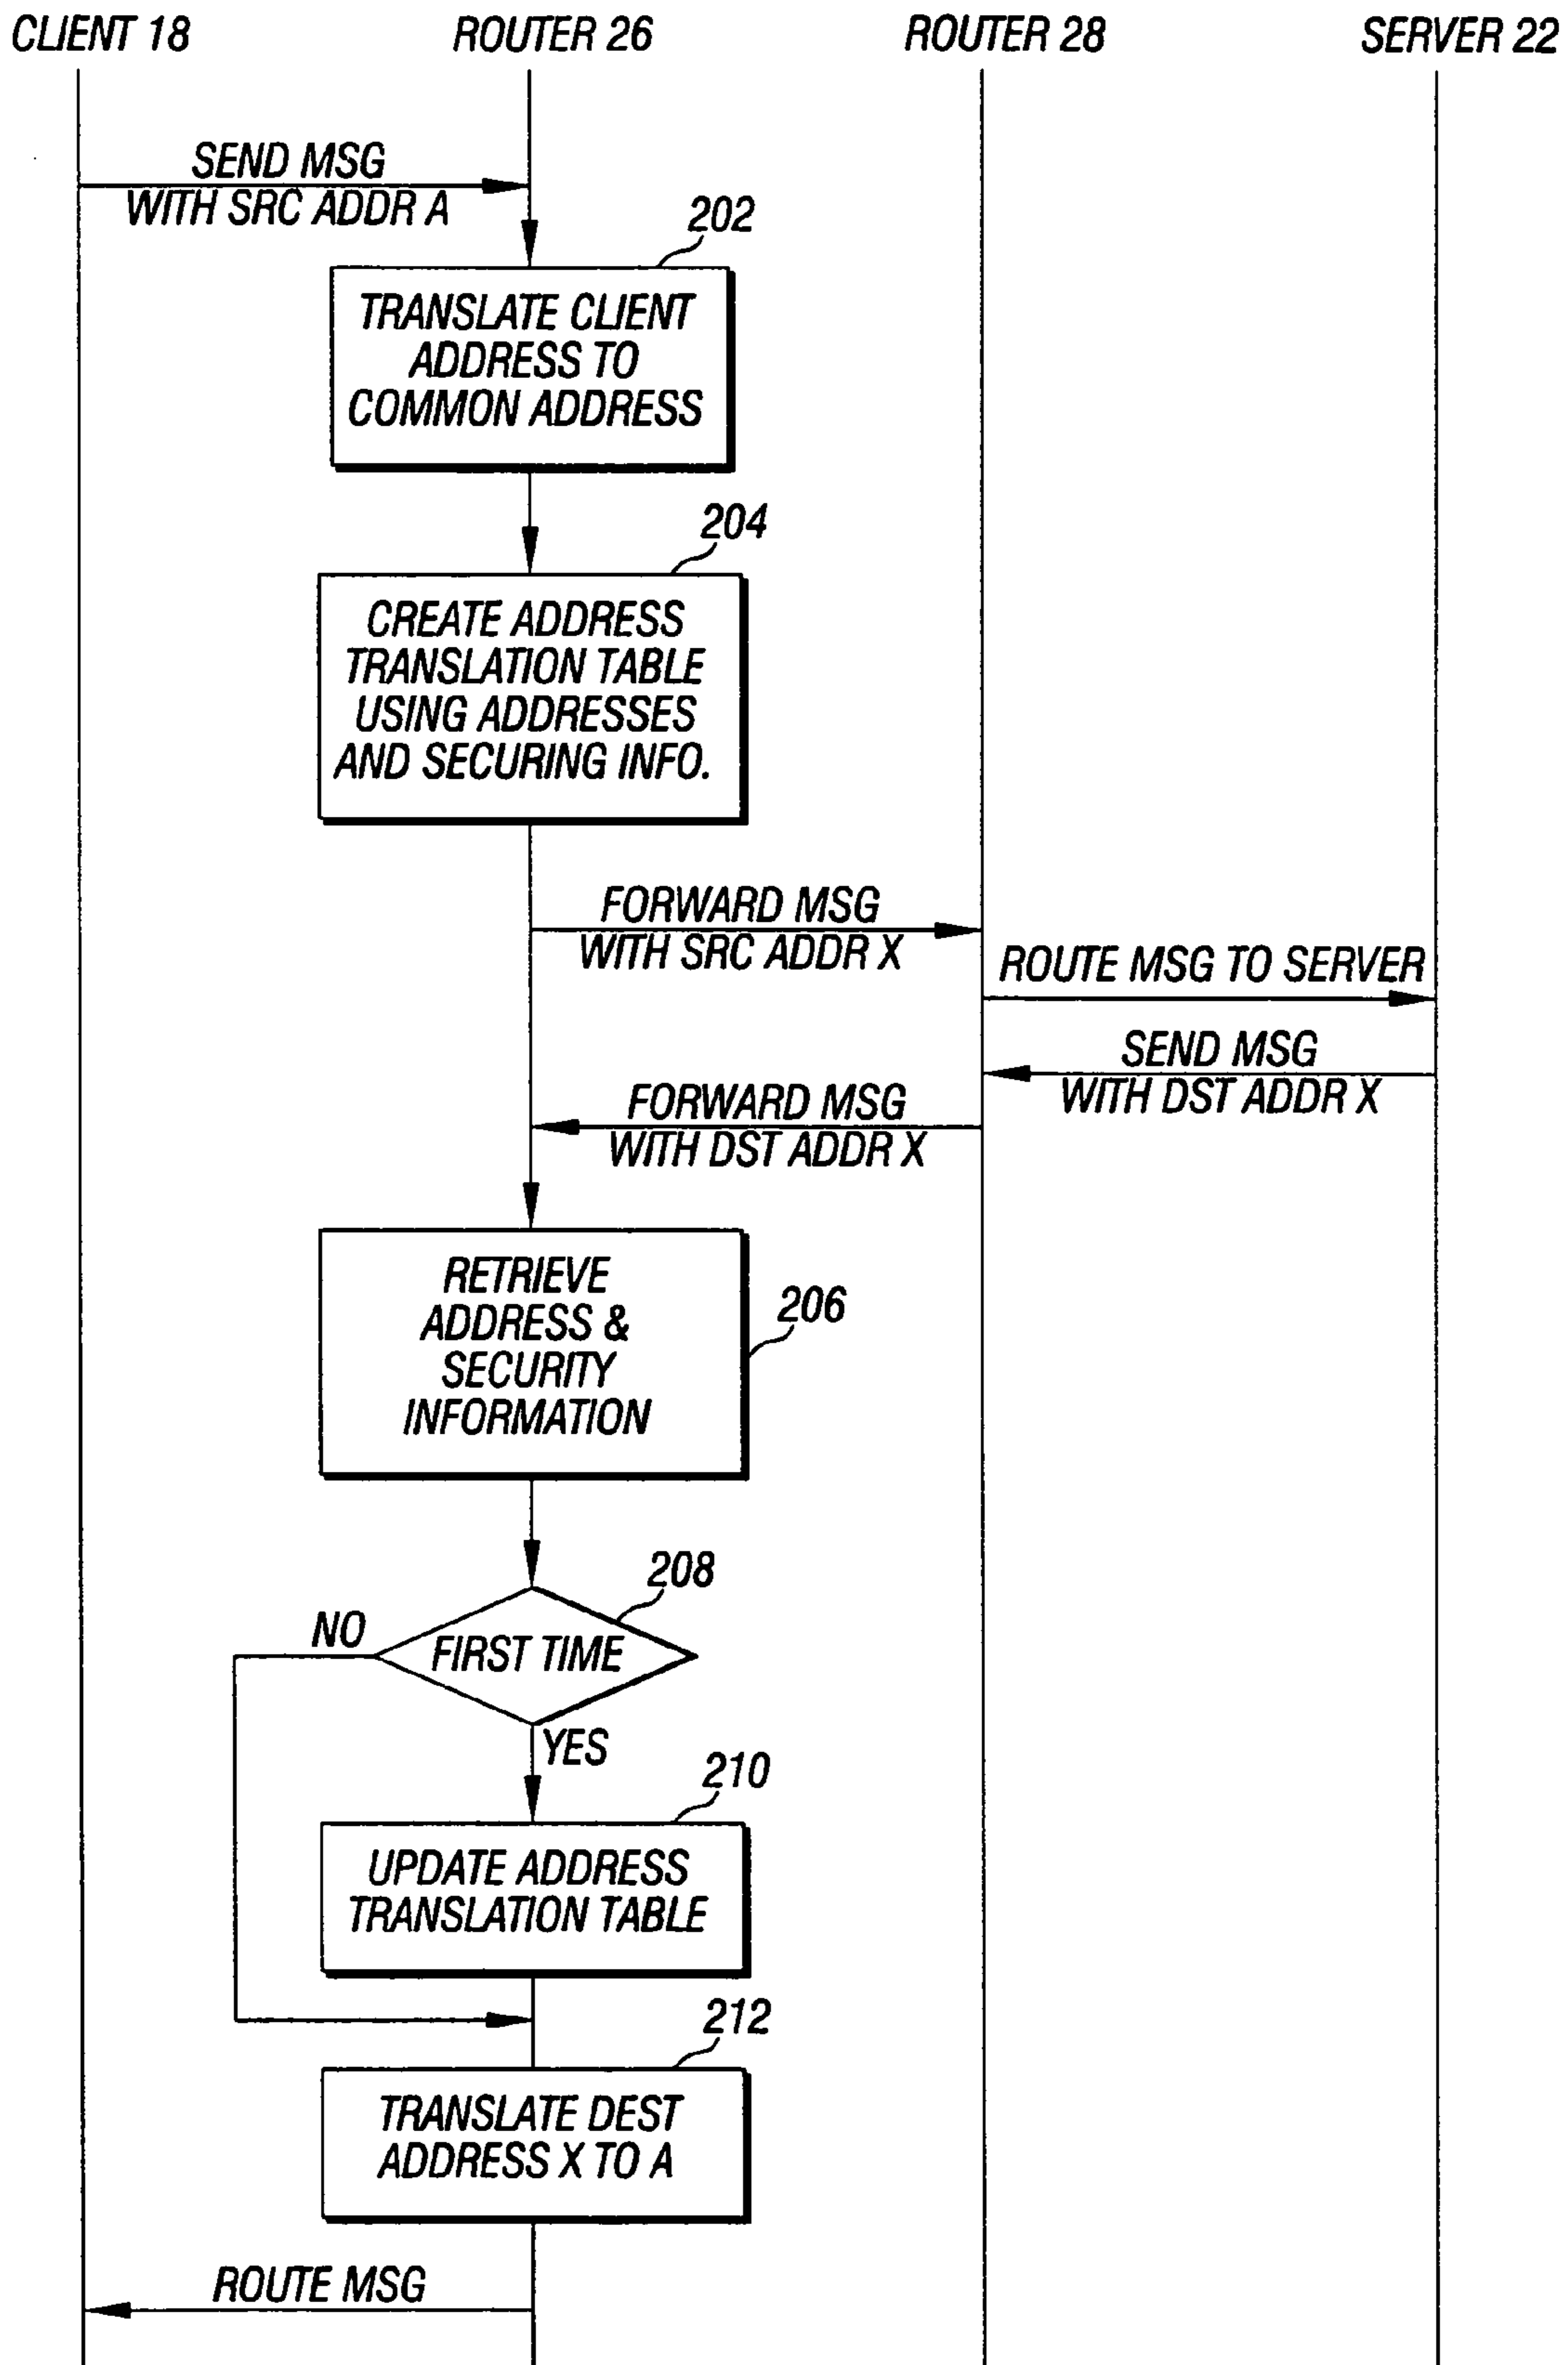 CLIENT 18
ROUTER 26
ROUTER 28
SERVER 22
SEND MSG
WITH SRC ADDR A
202
TRANSLATE CLIENT
ADDRESS TO
COMMON ADDRESS
204
CREATE ADDRESS
TRANSLATION TABLE
USING ADDRESSES
AND SECURING INFO.
FORWARD MSG
WITH SRC ADDR X
ROUTE MSG TO SERVER
SEND MSG
WITH DST ADDR X
FORWARD MSG
WITH DST ADDR X
RETRIEVE
ADDRESS &
SECURITY
INFORMATION
206
208
NO
FIRST TIME
YES
210
UPDATE ADDRESS
TRANSLATION TABLE
212
TRANSLATE DEST
ADDRESS X TO A
ROUTE MSG